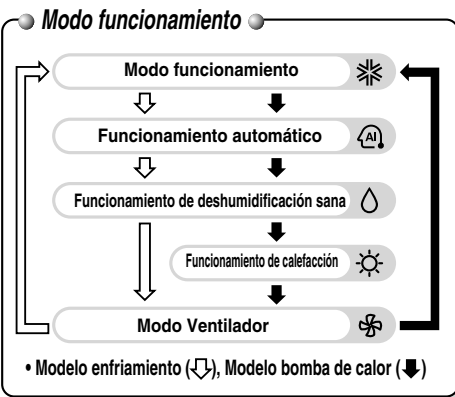 Modo funcionamiento
Modo funcionamiento
Funcionamiento automático
AI
Funcionamiento de deshumidificación sana
Funcionamiento de calefacción
Modo Ventilador
• Modelo enfriamiento (⇩), Modelo bomba de calor (⬇)